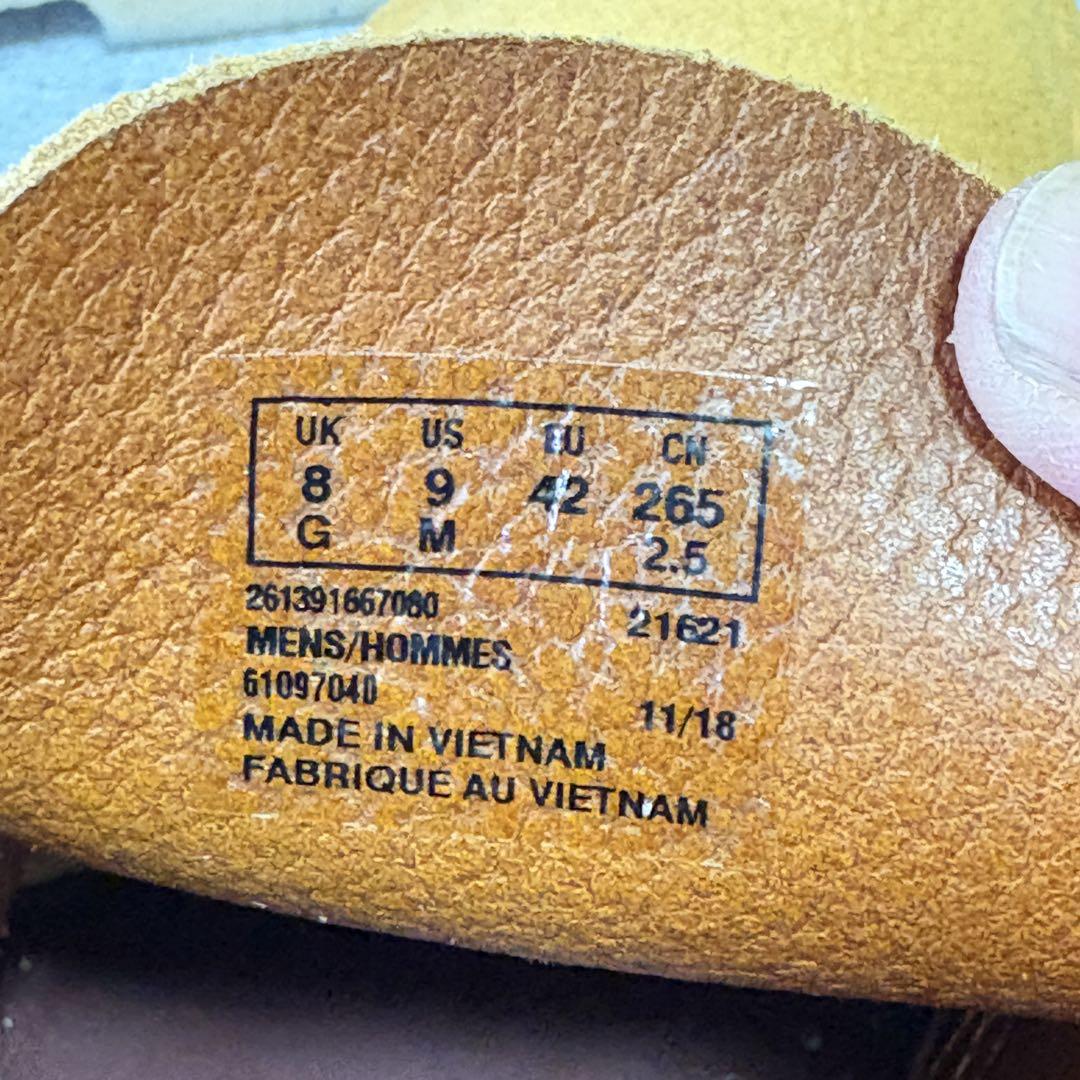 UK US EU CN
8 9 42 265
G M 2.5
261391667080 21621
MENS/HOMMES
61097040 11/18
MADE IN VIETNAM
FABRIQUE AU VIETNAM